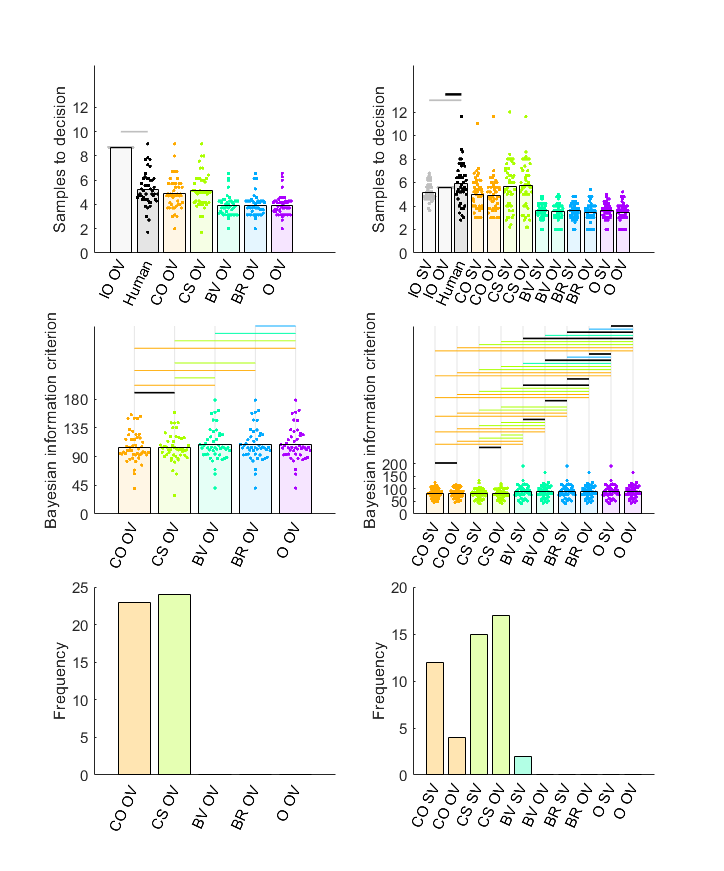 Samples to decision
12
10
8
6
4
2
0
IO OV
Human
CO OV
CS OV
BV OV
BR OV
O OV
Samples to decision
12
10
8
6
4
2
0
IO SV
IO OV
Human
CO SV
CO OV
CS SV
CS OV
BV SV
BV OV
BR SV
BR OV
O SV
O OV
Bayesian information criterion
180
135
90
45
0
CO OV
CS OV
BV OV
BR OV
O OV
Bayesian information criterion
200
150
100
50
0
CO SV
CO OV
CS SV
CS OV
BV SV
BV OV
BR SV
BR OV
O SV
O OV
Frequency
25
20
15
10
5
0
CO OV
CS OV
BV OV
BR OV
O OV
Frequency
20
15
10
5
0
CO SV
CO OV
CS SV
CS OV
BV SV
BV OV
BR SV
BR OV
O SV
O OV